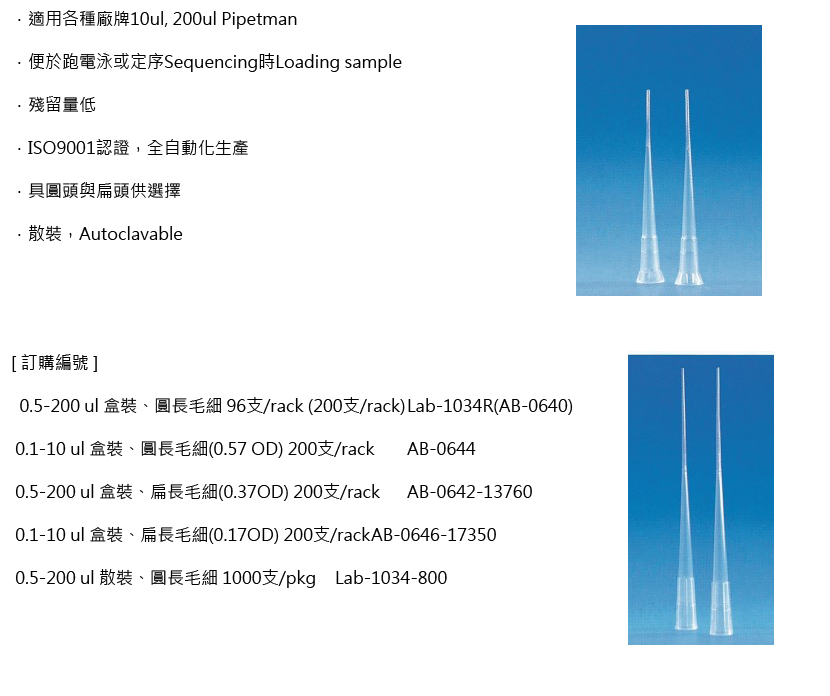 ．適用各種廠牌10ul, 200ul Pipetman
．便於跑電泳或定序Sequencing時Loading sample
．殘留量低
．ISO9001認證，全自動化生產
．具圓頭與扁頭供選擇
．散裝，Autoclavable
[ 訂購編號 ]
0.5-200 ul 盒裝、圓長毛細 96支/rack (200支/rack)Lab-1034R(AB-0640)
0.1-10 ul 盒裝、圓長毛細(0.57 OD) 200支/rack AB-0644
0.5-200 ul 盒裝、扁長毛細(0.37OD) 200支/rack AB-0642-13760
0.1-10 ul 盒裝、扁長毛細(0.17OD) 200支/rackAB-0646-17350
0.5-200 ul 散裝、圓長毛細 1000支/pkg Lab-1034-800